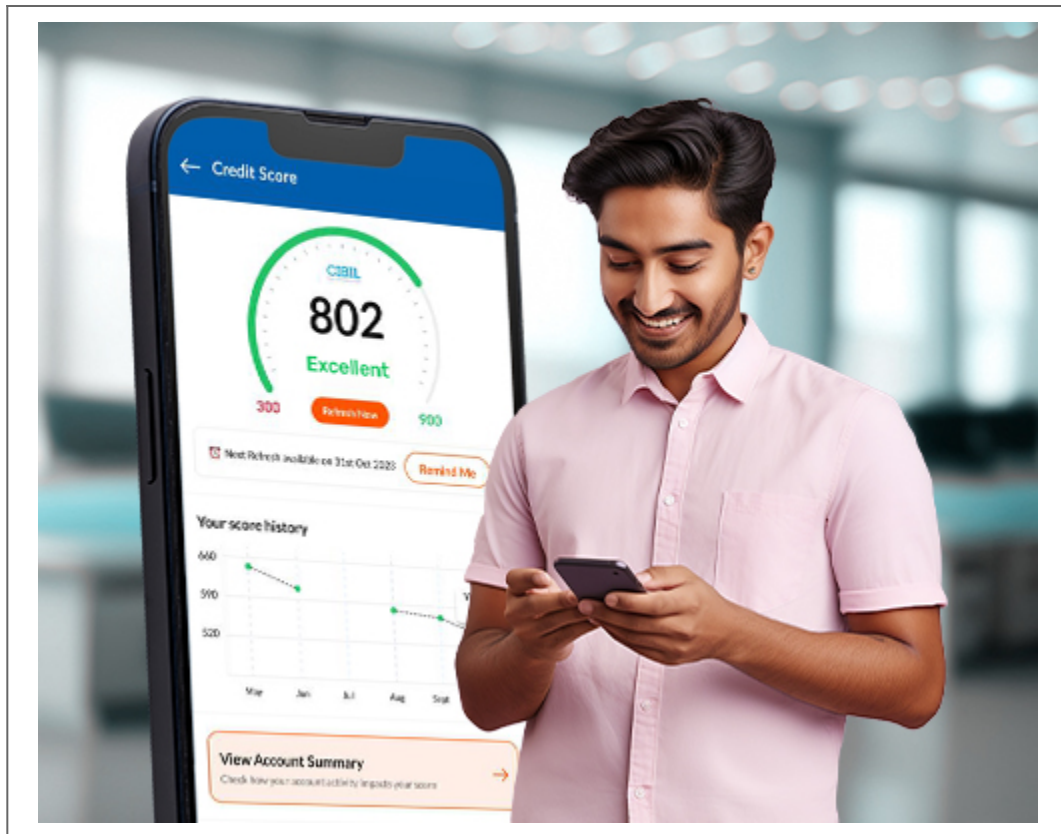 ← Credit Score
CIBIL
802
Excellent
300
Refresh Now
900
Next Refresh available on 31st Oct 2023
Remind Me
Your score history
660
590
520
May
Jun
Jul
Aug
Sept
View Account Summary
Check how your account activity impacts your score
→